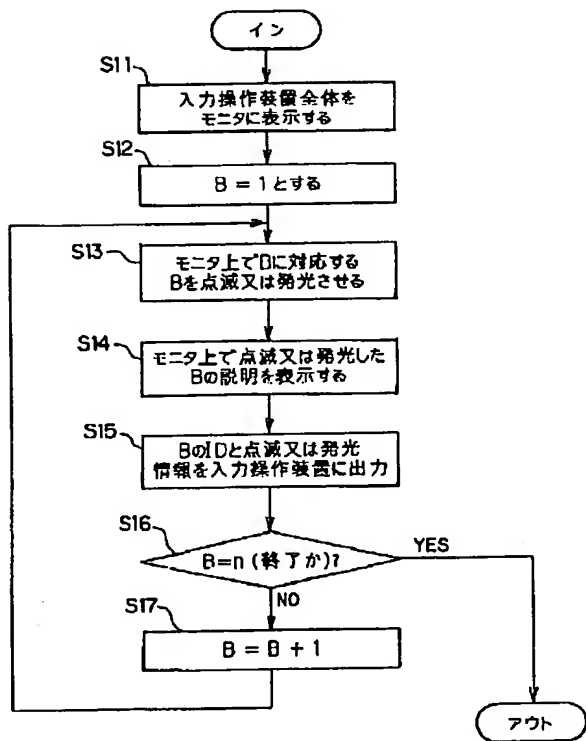 イン
S11
入力操作装置全体を
モニタに表示する
S12
B = 1とする
S13
モニタ上でBに対応する
Bを点滅又は発光させる
S14
モニタ上で点滅又は発光した
Bの説明を表示する
S15
BのIDと点滅又は発光
情報を入力操作装置に出力
S16
B=n(終了か)?
YES
NO
S17
B = B + 1
アウト